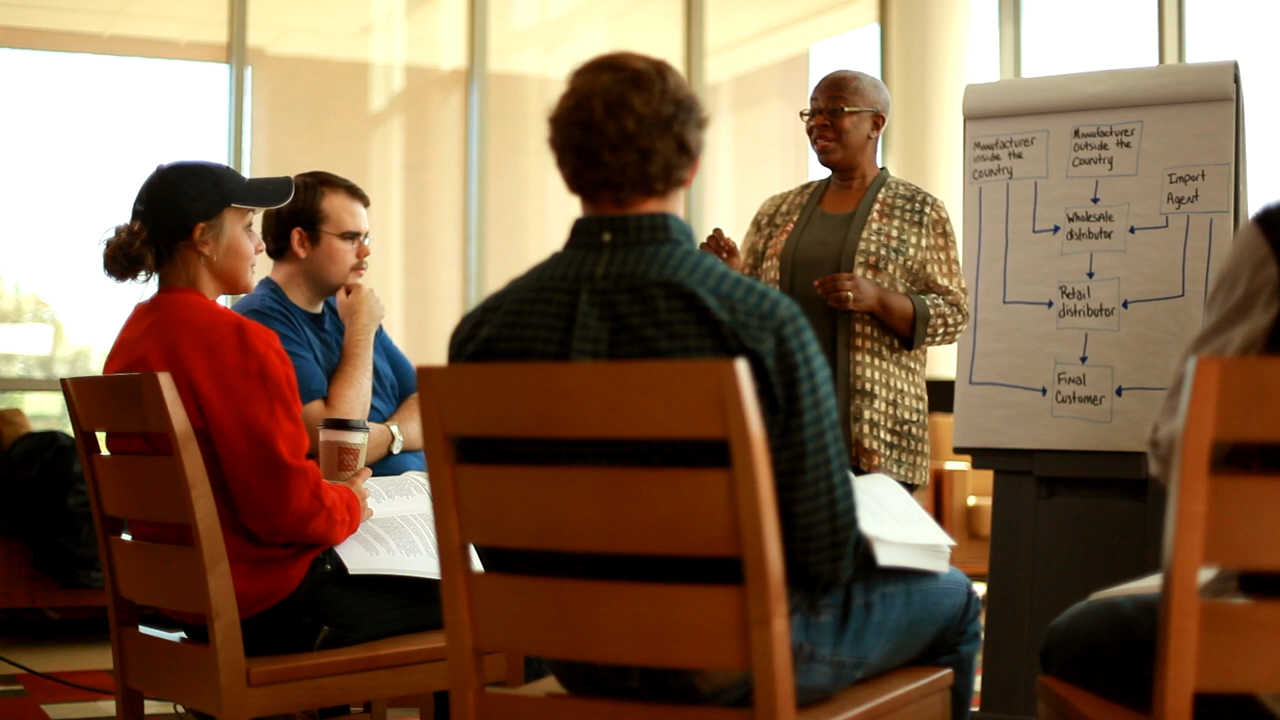 Manufacturer
inside the
country
Manufacturer
outside the
country
Import
Agent
Wholesale
distributor
Retail
distributor
Final
Customer